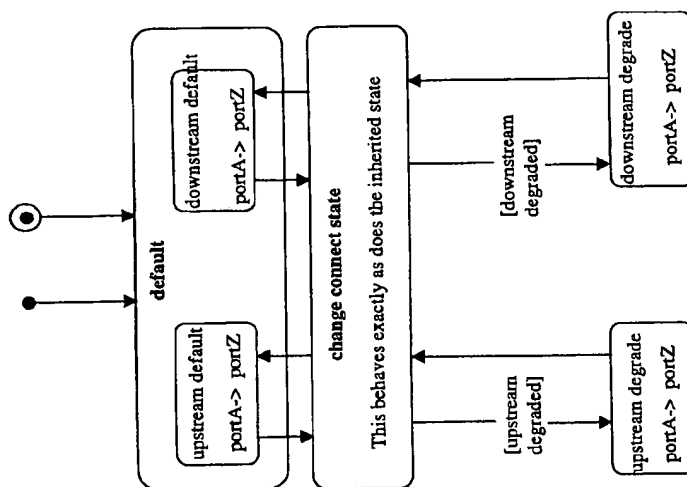 default
upstream default
portA-> portZ
downstream default
portA-> portZ
change connect state
This behaves exactly as does the inherited state
[upstream
degraded]
[downstream
degraded]
upstream degrade
portA-> portZ
downstream degrade
portA-> portZ